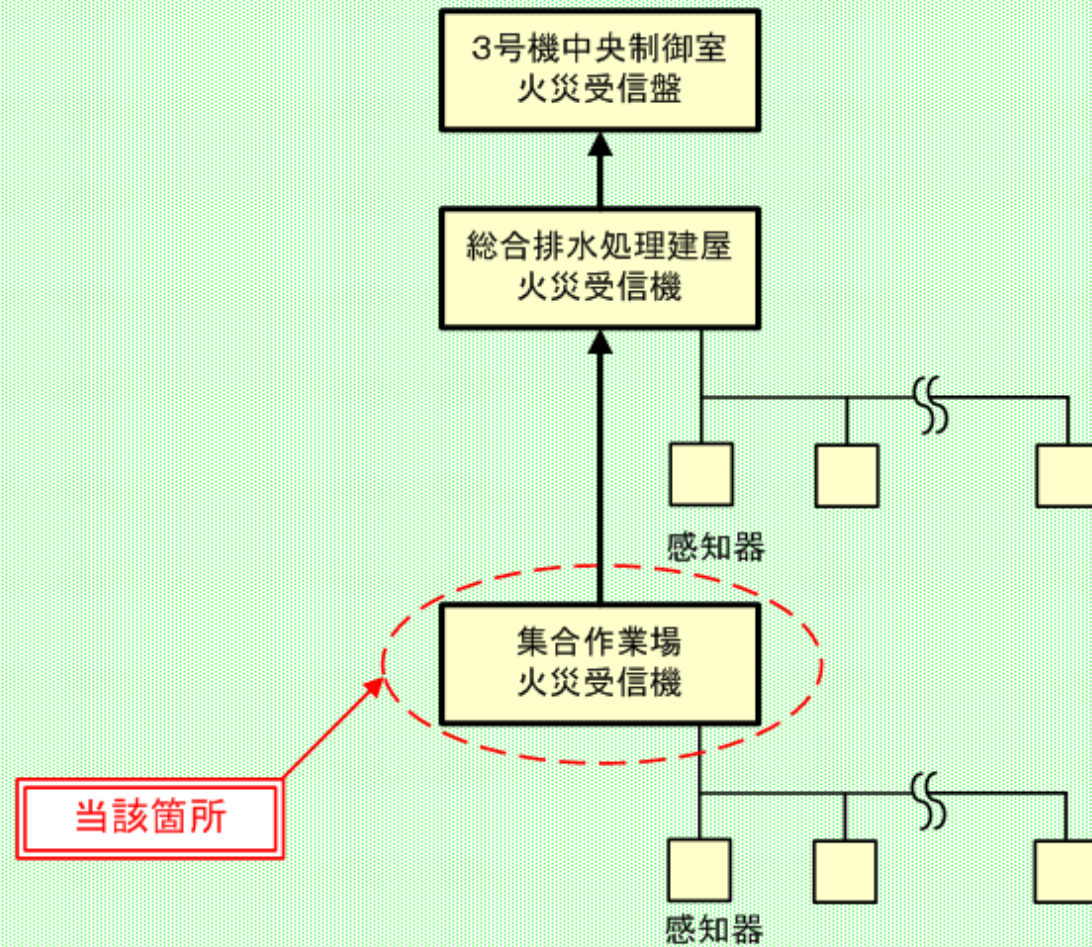 3号機中央制御室
火災受信盤
総合排水処理建屋
火災受信機
感知器
集合作業場
火災受信機
当該箇所
感知器